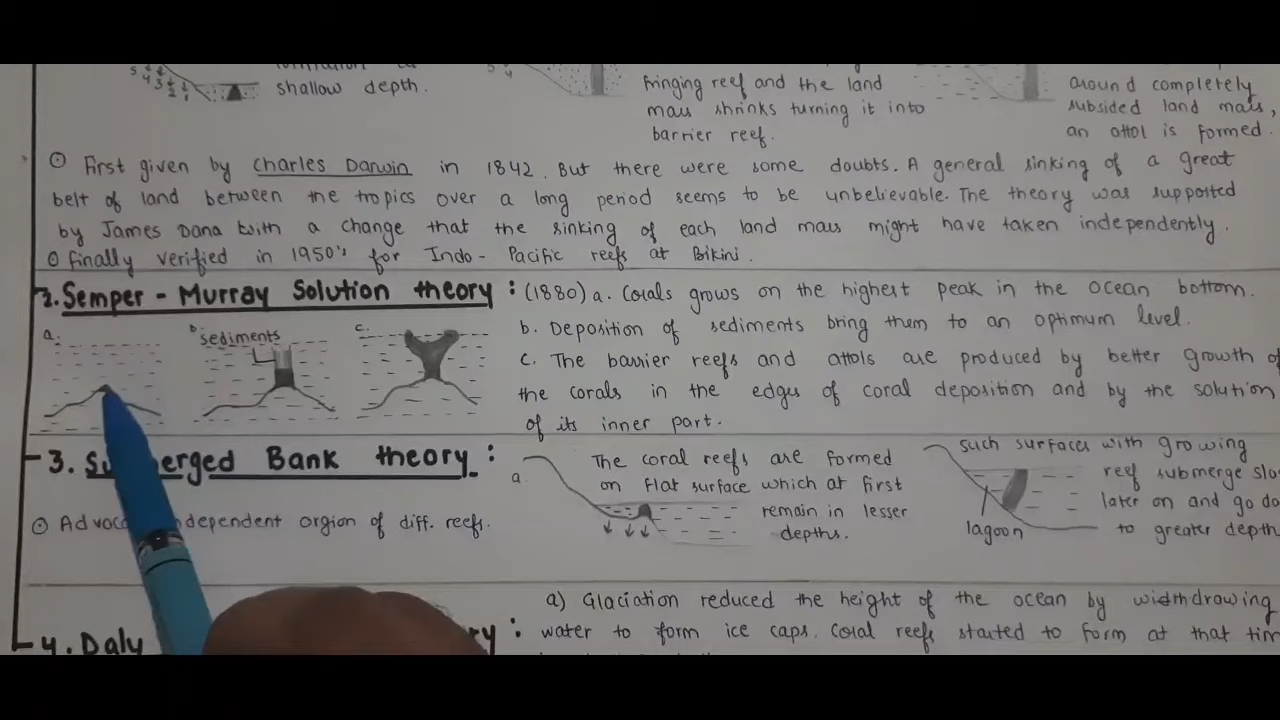 shallow depth.
fringing reef and the land
mass shrinks turning it into
barrier reef.
around completely
subsided land mass,
an attol is formed.
⊙ First given by Charles Darwin in 1842. But there were some doubts. A general sinking of a great
belt of land between the tropics over a long period seems to be unbelievable. The theory was supported
by James Dana with a change that the sinking of each land mass might have taken independently.
⊙ Finally verified in 1950's for Indo-Pacific reefs at Bikini.
2. Semper-Murray Solution theory : (1880) a. Corals grows on the highest peak in the ocean bottom.
a.
b
sediments
c.
b. Deposition of sediments bring them to an optimum level.
c. The barrier reefs and attols are produced by better growth of
the corals in the edges of coral deposition and by the solution
of its inner part.
3. Submerged Bank theory :
⊙ independent orgion of diff. reefs.
a.
The coral reefs are formed
on flat surface which at first
remain in lesser
depths.
such surfaces with growing
reef submerge
later on and go
to greater depth
lagoon
4. Daly
:
a) Glaciation reduced the height of the ocean by widthdrawing
water to form ice caps. Coral reefs started to form at that